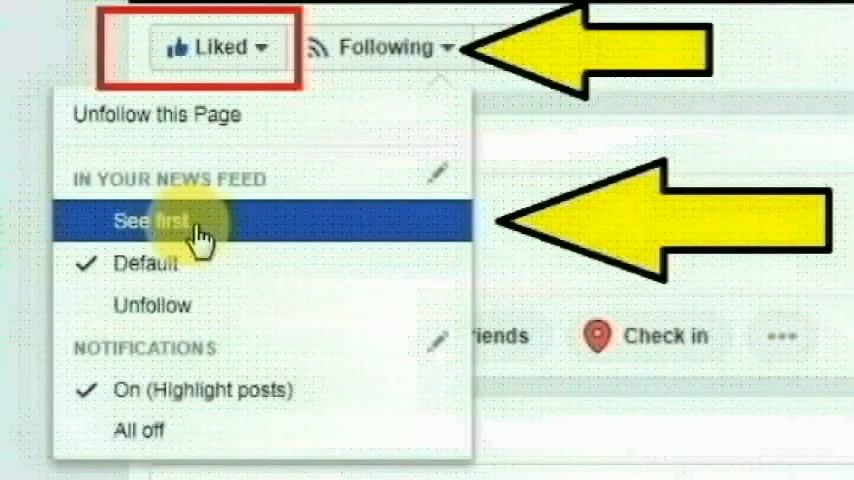 Liked Following
Unfollow this Page
IN YOUR NEWS FEED
See first
Default
Unfollow
riends Check in
NOTIFICATIONS
On (Highlight posts)
All off